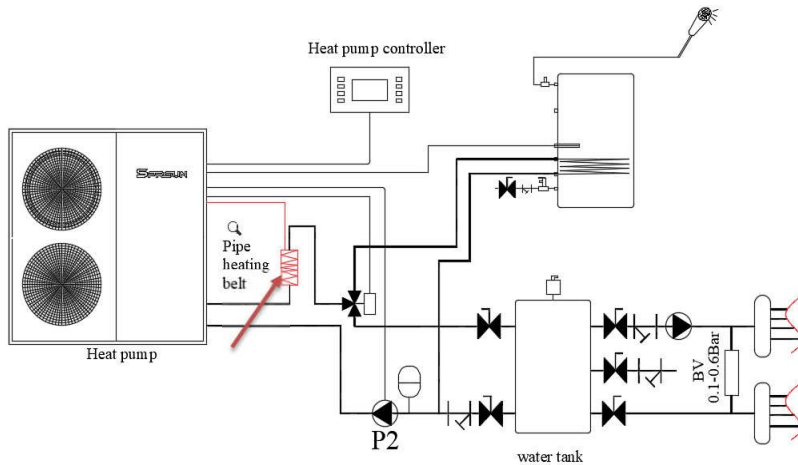 Heat pump controller
SPRSUN
Pipe
heating
belt
Heat pump
P2
BV
0.1-0.6Bar
water tank